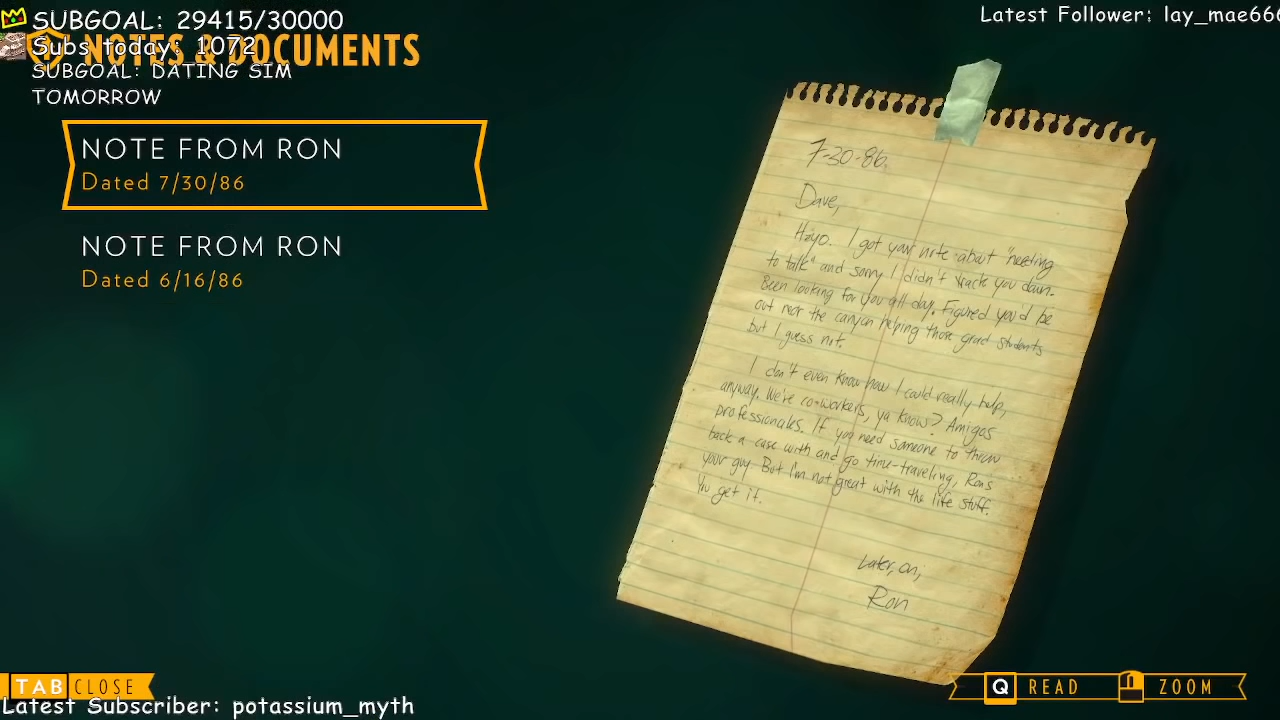 SUBGOAL: 29415/30000
Latest Follower: lay_mae666
Subs today: 1072
NOTES & DOCUMENTS
SUBGOAL: DATING SIM
TOMORROW
NOTE FROM RON
Dated 7/30/86
NOTE FROM RON
Dated 6/16/86
7-30-86.
Dave,
Hiyo. I got your note about "needing
to talk" and sorry I didn't track you down.
Been looking for you all day. Figured you'd be
out near the canyon helping those grad students
but I guess not.
I don't even know how I could really help,
anyway. We're co-workers, ya know? Amigos
professionales. If you need someone to throw
back a case with and go time-traveling, Rons
your guy. But I'm not great with the life stuff.
You get it.
Later, on,
Ron
TAB CLOSE
Q READ
ZOOM
Latest Subscriber: potassium_myth